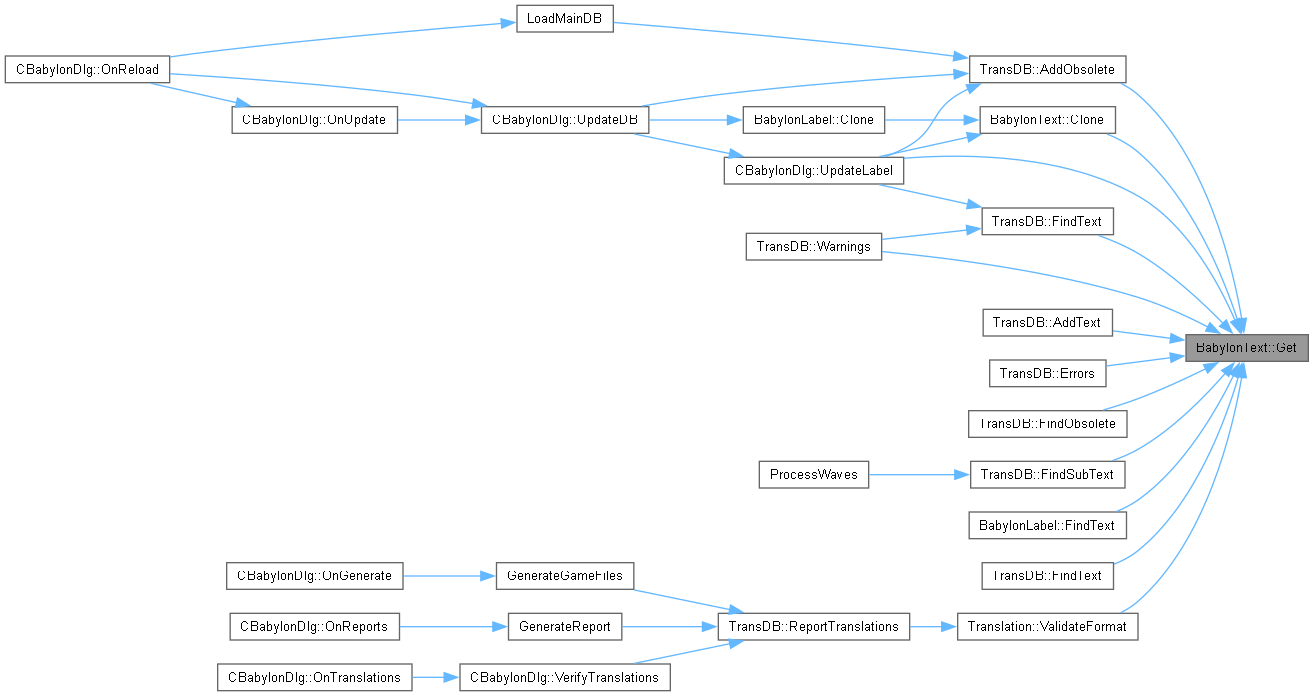 LoadMainDB
CBabylonDlg::OnReload
TransDB::AddObsolete
CBabylonDlg::OnUpdate
CBabylonDlg::UpdateDB
BabylonLabel::Clone
BabylonText::Clone
CBabylonDlg::UpdateLabel
TransDB::FindText
TransDB::Warnings
TransDB::AddText
BabylonText::Get
TransDB::Errors
TransDB::FindObsolete
ProcessWaves
TransDB::FindSubText
BabylonLabel::FindText
CBabylonDlg::OnGenerate
GenerateGameFiles
TransDB::FindText
CBabylonDlg::OnReports
GenerateReport
TransDB::ReportTranslations
Translation::ValidateFormat
CBabylonDlg::OnTranslations
CBabylonDlg::VerifyTranslations